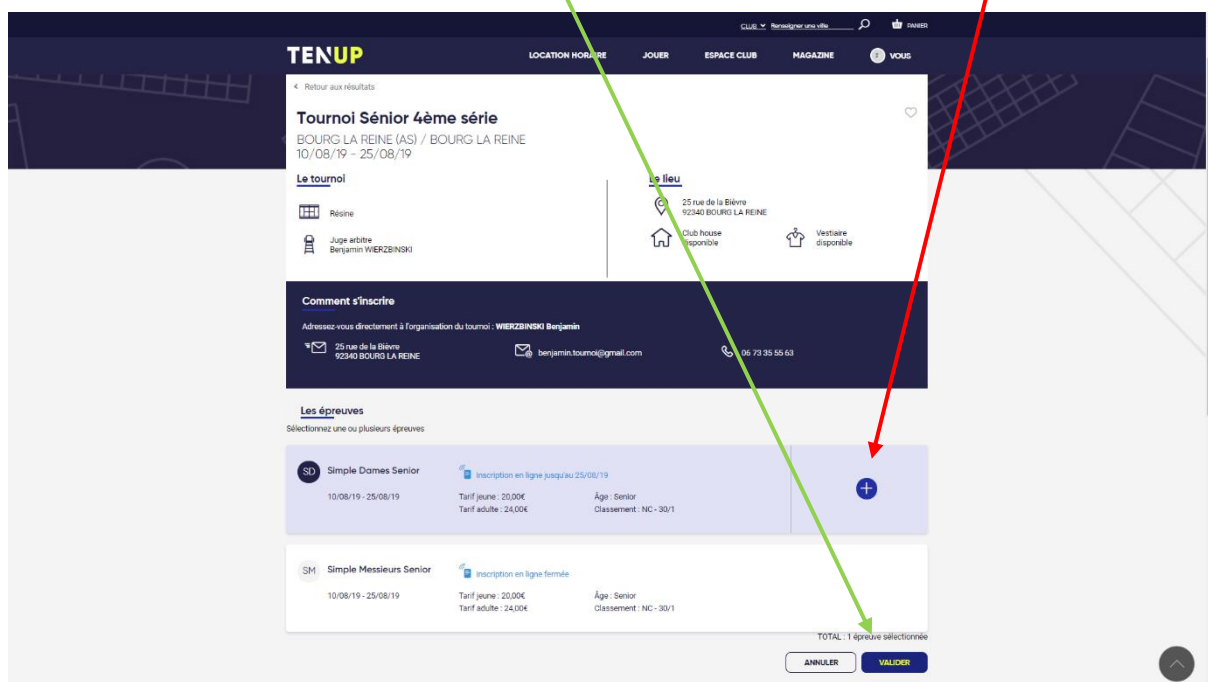 CLUB Renseigner une ville PANIER
TEN'UP LOCATION HORAIRE JOUER ESPACE CLUB MAGAZINE VOUS
< Retour aux résultats
Tournoi Sénior 4ème série
BOURG LA REINE (AS) / BOURG LA REINE
10/08/19 - 25/08/19
Le tournoi
Résine
Juge arbitre
Benjamin WIERZBINSKI
Le lieu
25 rue de la Bièvre
92340 BOURG LA REINE
Club house
disponible
Vestiaire
disponible
Comment s'inscrire
Adressez-vous directement à l'organisation du tournoi : WIERZBINSKI Benjamin
25 rue de la Bièvre
92340 BOURG LA REINE
benjamin.tournoi@gmail.com
06 73 35 55 63
Les épreuves
Sélectionnez une ou plusieurs épreuves
SD Simple Dames Senior Inscription en ligne jusqu'au 25/08/19
10/08/19 - 25/08/19 Tarif jeune : 20,00€ Âge : Senior
Tarif adulte : 24,00€ Classement : NC - 30/1
SM Simple Messieurs Senior Inscription en ligne fermée
10/08/19 - 25/08/19 Tarif jeune : 20,00€ Âge : Senior
Tarif adulte : 24,00€ Classement : NC - 30/1
TOTAL : 1 épreuve sélectionnée
ANNULER VALIDER